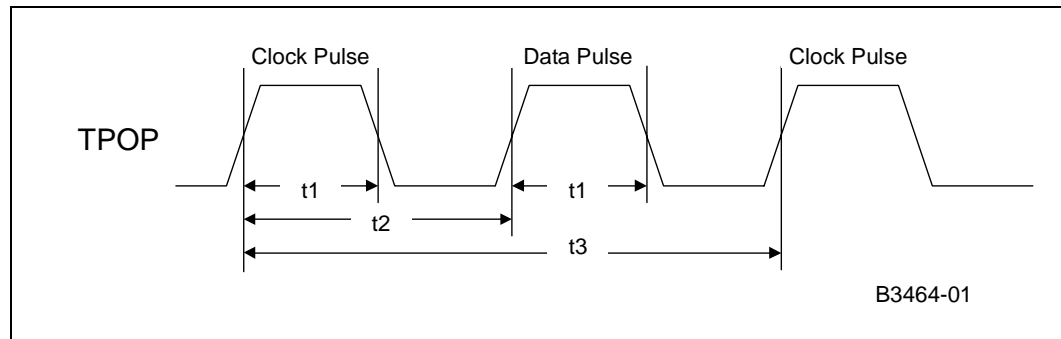 Clock Pulse Data Pulse Clock Pulse
TPOP
t1 t1
t2
t3
B3464-01